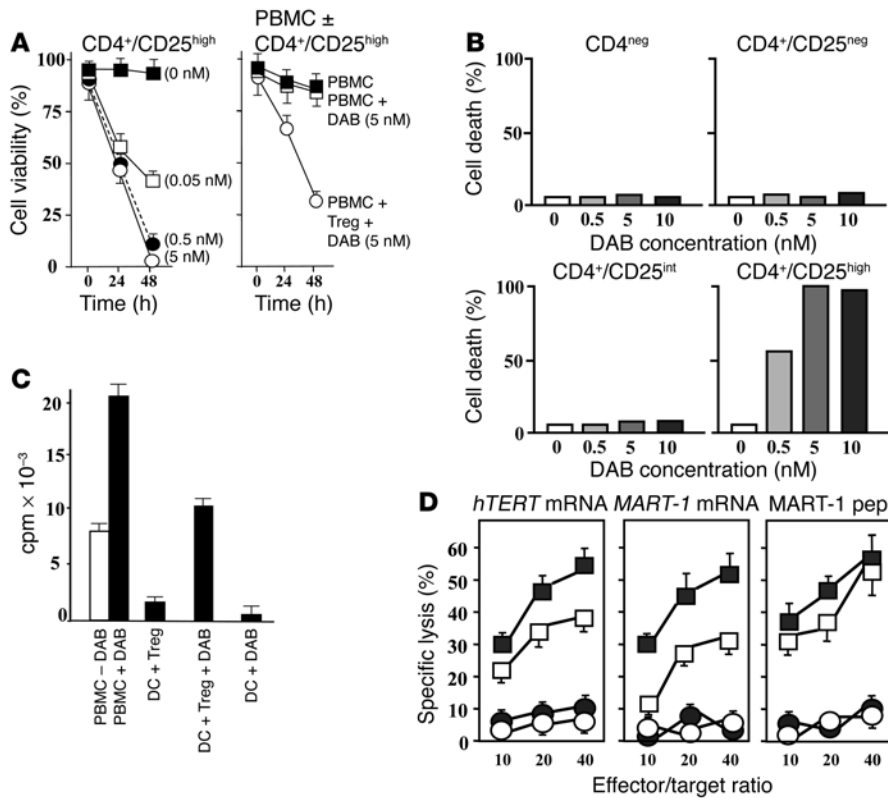 A
CD4⁺/CD25ʰⁱᵍʰ
PBMC ±
CD4⁺/CD25ʰⁱᵍʰ
Cell viability (%)
100
75
50
25
0
(0 nM)
(0.05 nM)
(0.5 nM)
(5 nM)
0 24 48
Time (h)
PBMC
PBMC +
DAB (5 nM)
PBMC +
Treg +
DAB (5 nM)
0 24 48
Time (h)
B
CD4ⁿᵉᵍ
CD4⁺/CD25ⁿᵉᵍ
Cell death (%)
100
50
0
0 0.5 5 10
0 0.5 5 10
DAB concentration (nM)
CD4⁺/CD25ⁱⁿᵗ
CD4⁺/CD25ʰⁱᵍʰ
Cell death (%)
100
50
0
0 0.5 5 10
0 0.5 5 10
DAB concentration (nM)
C
cpm × 10⁻³
20
15
10
5
0
PBMC – DAB
PBMC + DAB
DC + Treg
DC + Treg + DAB
DC + DAB
D
hTERT mRNA
MART-1 mRNA
MART-1 pep
Specific lysis (%)
60
50
40
30
20
10
0
10 20 40
10 20 40
10 20 40
Effector/target ratio